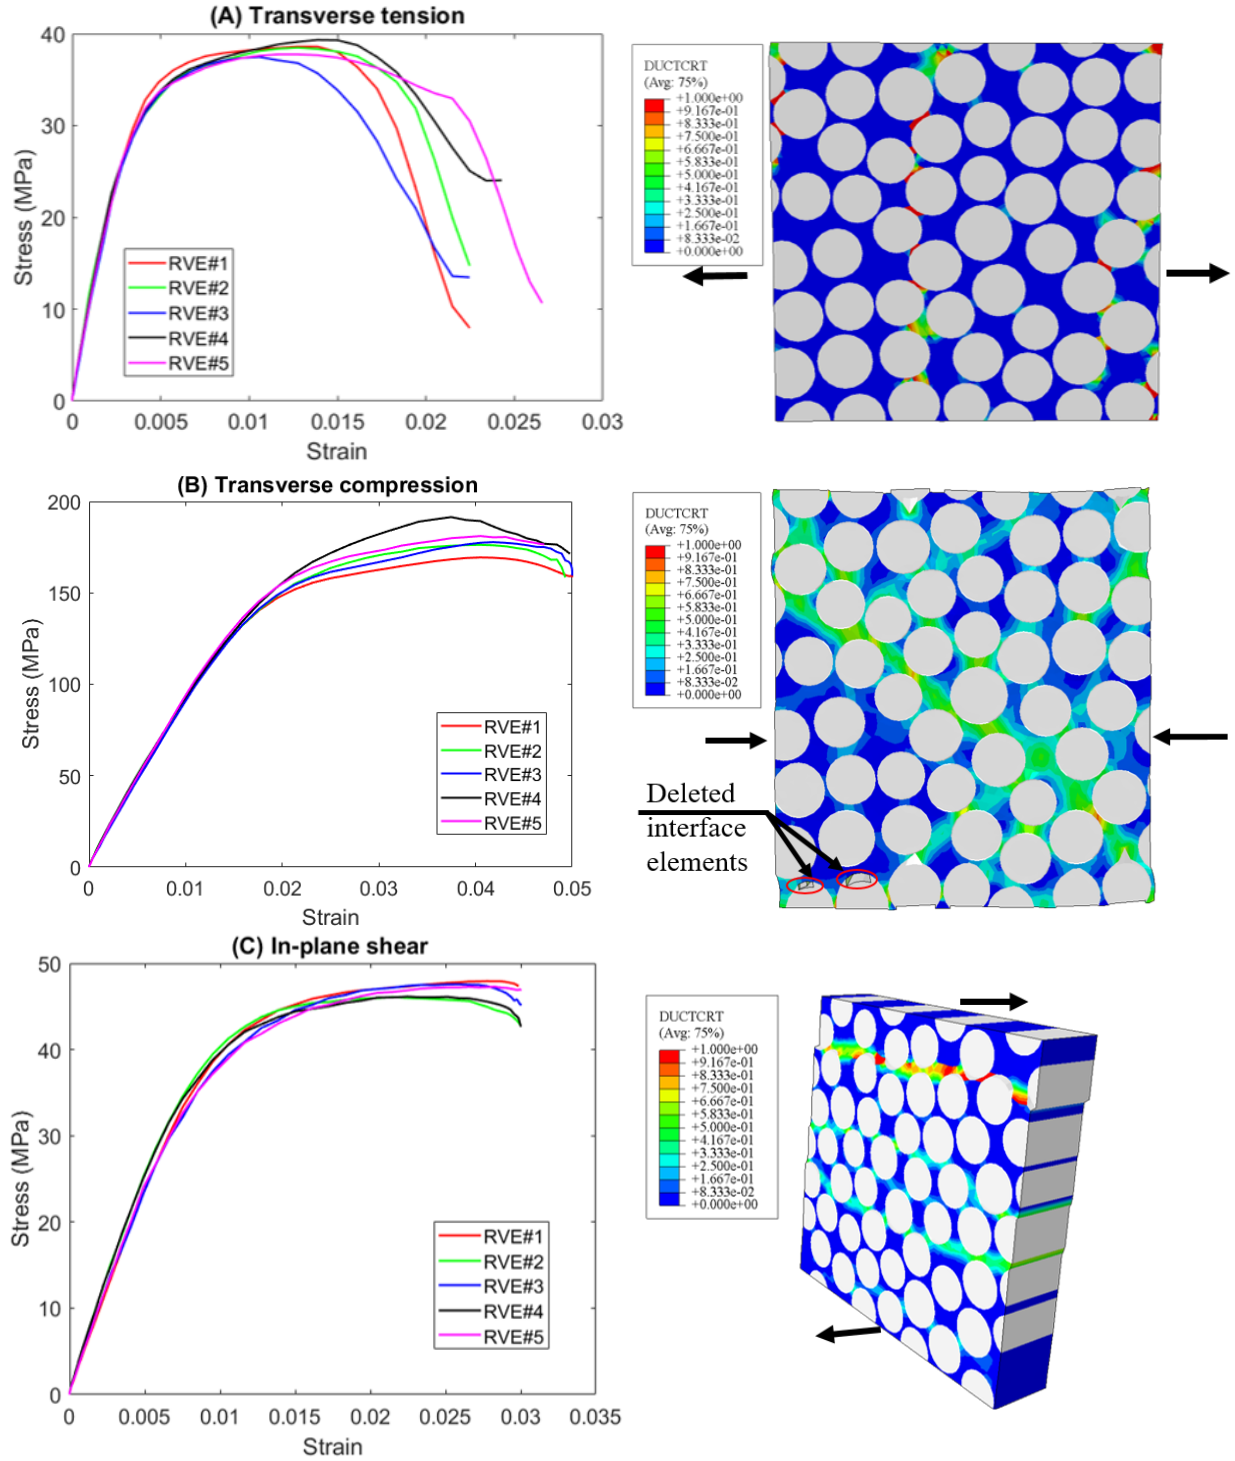 (A) Transverse tension
40
30
20
10
0
Stress (MPa)
RVE#1
RVE#2
RVE#3
RVE#4
RVE#5
0 0.005 0.01 0.015 0.02 0.025 0.03
Strain
DUCTCRT
(Avg: 75%)
+1.000e+00
+9.167e-01
+8.333e-01
+7.500e-01
+6.667e-01
+5.833e-01
+5.000e-01
+4.167e-01
+3.333e-01
+2.500e-01
+1.667e-01
+8.333e-02
+0.000e+00
(B) Transverse compression
200
150
100
50
0
Stress (MPa)
RVE#1
RVE#2
RVE#3
RVE#4
RVE#5
0 0.01 0.02 0.03 0.04 0.05
Strain
DUCTCRT
(Avg: 75%)
+1.000e+00
+9.167e-01
+8.333e-01
+7.500e-01
+6.667e-01
+5.833e-01
+5.000e-01
+4.167e-01
+3.333e-01
+2.500e-01
+1.667e-01
+8.333e-02
+0.000e+00
Deleted
interface
elements
(C) In-plane shear
50
40
30
20
10
0
Stress (MPa)
RVE#1
RVE#2
RVE#3
RVE#4
RVE#5
0 0.005 0.01 0.015 0.02 0.025 0.03 0.035
Strain
DUCTCRT
(Avg: 75%)
+1.000e+00
+9.167e-01
+8.333e-01
+7.500e-01
+6.667e-01
+5.833e-01
+5.000e-01
+4.167e-01
+3.333e-01
+2.500e-01
+1.667e-01
+8.333e-02
+0.000e+00